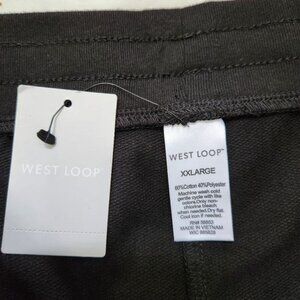 WEST LOOP
WEST LOOP™
XXLARGE
60%Cotton 40%Polyester
Machine wash cold
gentle cycle with like
colors.Only non-
chlorine bleach
when needed.Dry flat.
Cool iron if needed.
MADE IN VIETNAM